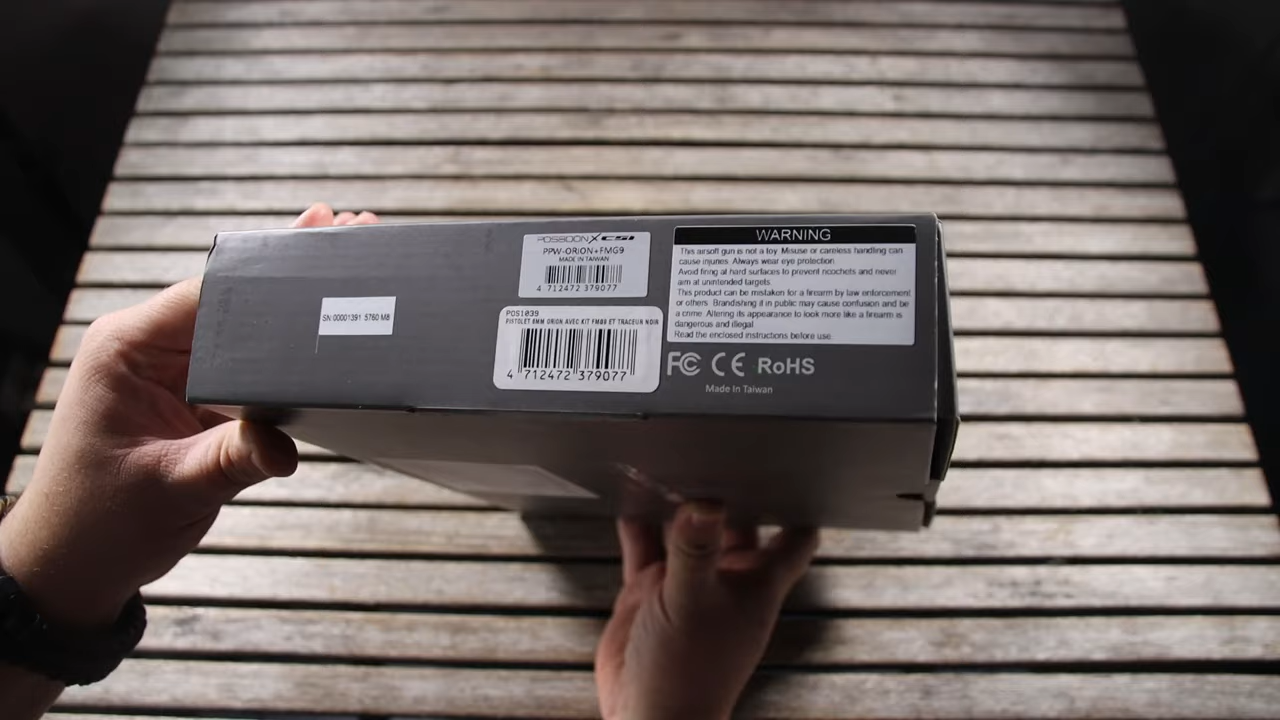 POSEIDON X CSI
PPW-ORION+FMG9
MADE IN TAIWAN
4 712472 379077
SN:00001391 5760 M8
POS1039
PISTOLET 6MM ORION AVEC KIT FMG9 ET TRACEUR NOIR
4 712472 379077
WARNING
This airsoft gun is not a toy. Misuse or careless handling can
cause injuries. Always wear eye protection.
Avoid firing at hard surfaces to prevent ricochets and never
aim at unintended targets.
This product can be mistaken for a firearm by law enforcement
or others. Brandishing it in public may cause confusion and be
a crime. Altering its appearance to look more like a firearm is
dangerous and illegal.
Read the enclosed instructions before use.
FC CE RoHS
Made In Taiwan